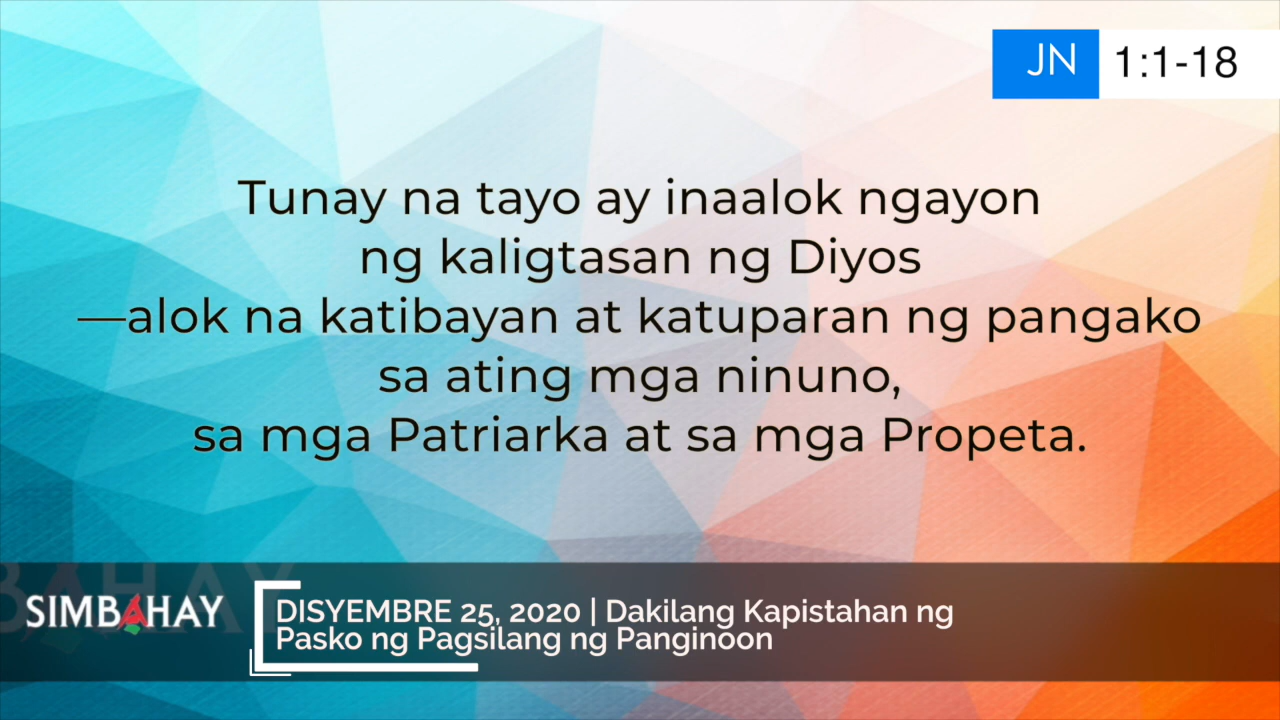 JN 1:1-18
Tunay na tayo ay inaalok ngayon
ng kaligtasan ng Diyos
—alok na katibayan at katuparan ng pangako
sa ating mga ninuno,
sa mga Patriarka at sa mga Propeta.
SIMBAHAY
DISYEMBRE 25, 2020 | Dakilang Kapistahan ng
Pasko ng Pagsilang ng Panginoon